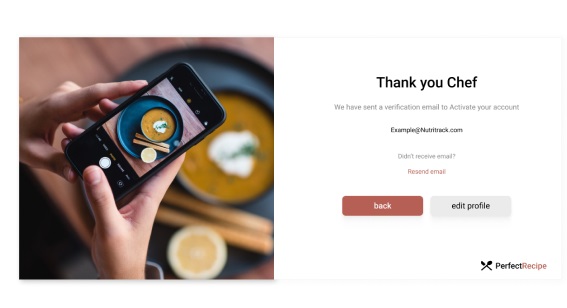 Thank you Chef
We have sent a verification email to Activate your account
Example@Nutritrack.com
Didn't receive email?
Resend email
back
edit profile
PerfectRecipe